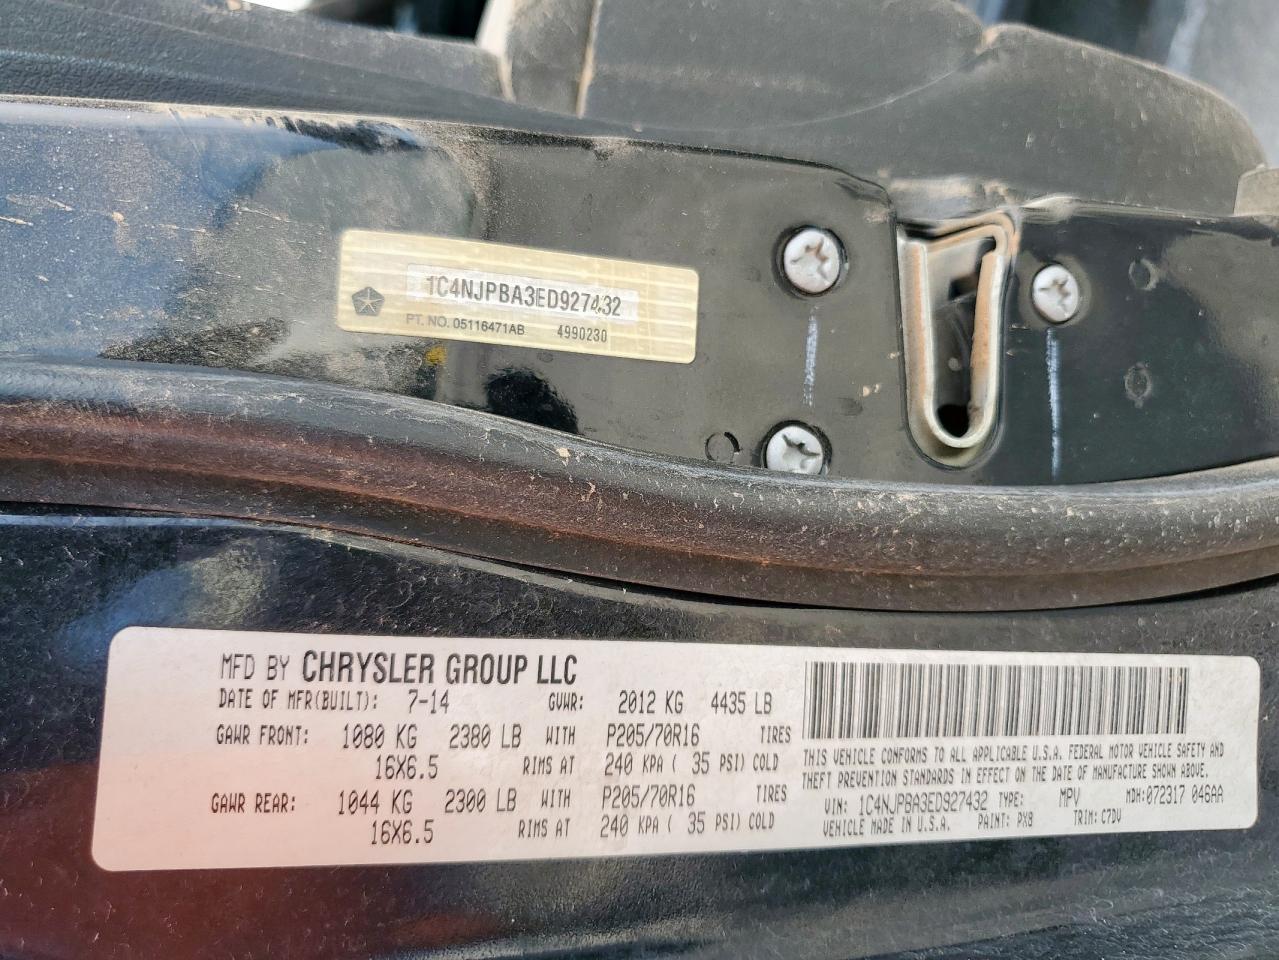 1C4NJPBA3ED927432
PT. NO. 05116471AB 4990230
MFD BY CHRYSLER GROUP LLC
DATE OF MFR(BUILT): 7-14 GVWR: 2012 KG 4435 LB
GAWR FRONT: 1080 KG 2380 LB WITH P205/70R16 TIRES
16X6.5 RIMS AT 240 KPA ( 35 PSI) COLD
GAWR REAR: 1044 KG 2300 LB WITH P205/70R16 TIRES
16X6.5 RIMS AT 240 KPA ( 35 PSI) COLD
THIS VEHICLE CONFORMS TO ALL APPLICABLE U.S.A. FEDERAL MOTOR VEHICLE SAFETY AND
THEFT PREVENTION STANDARDS IN EFFECT ON THE DATE OF MANUFACTURE SHOWN ABOVE.
VIN: 1C4NJPBA3ED927432 TYPE: MPV MDH:072317 046AA
VEHICLE MADE IN U.S.A. PAINT: PX8 TRIM: C7DV